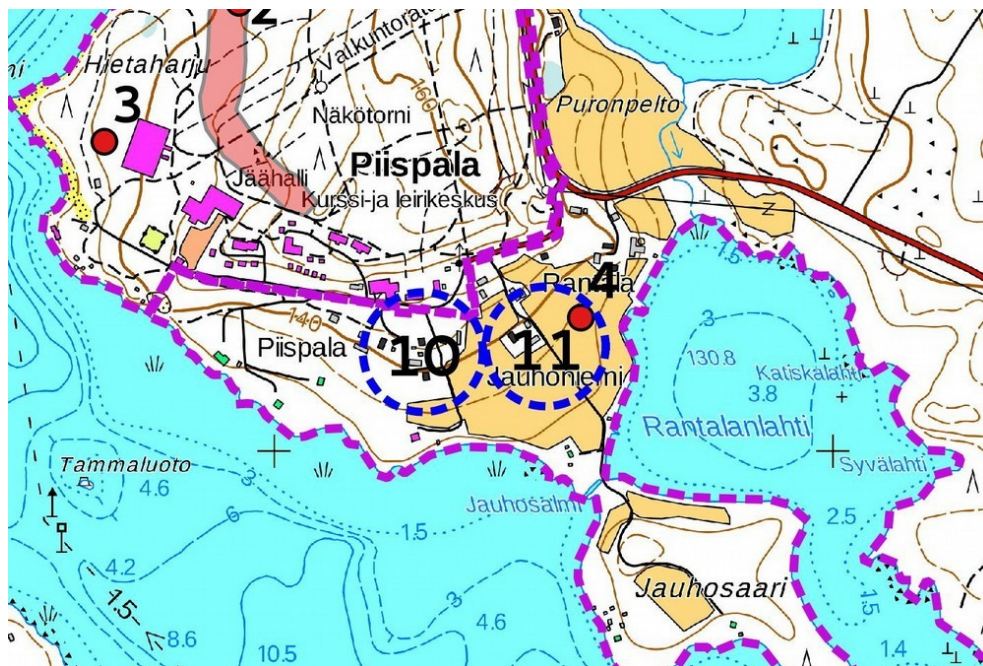 2
Hietaharju
Valkuntorata
3
Näkötorni
160
Puronpelto
Piispala
Jäähalli
Kurssi-ja leirikeskus
Z
1.5
4
Rantala
140
Piispala
10
11
Jauhoniemi
3
130.8
Katiskalahti
3.8
Rantalanlahti
Tammaluoto
4.6
3
Syvälahti
6
Jauhosalmi
1.5
2.5
4.2
1.5
3
Jauhosaari
1.5
8.6
4.6
10.5
1.4